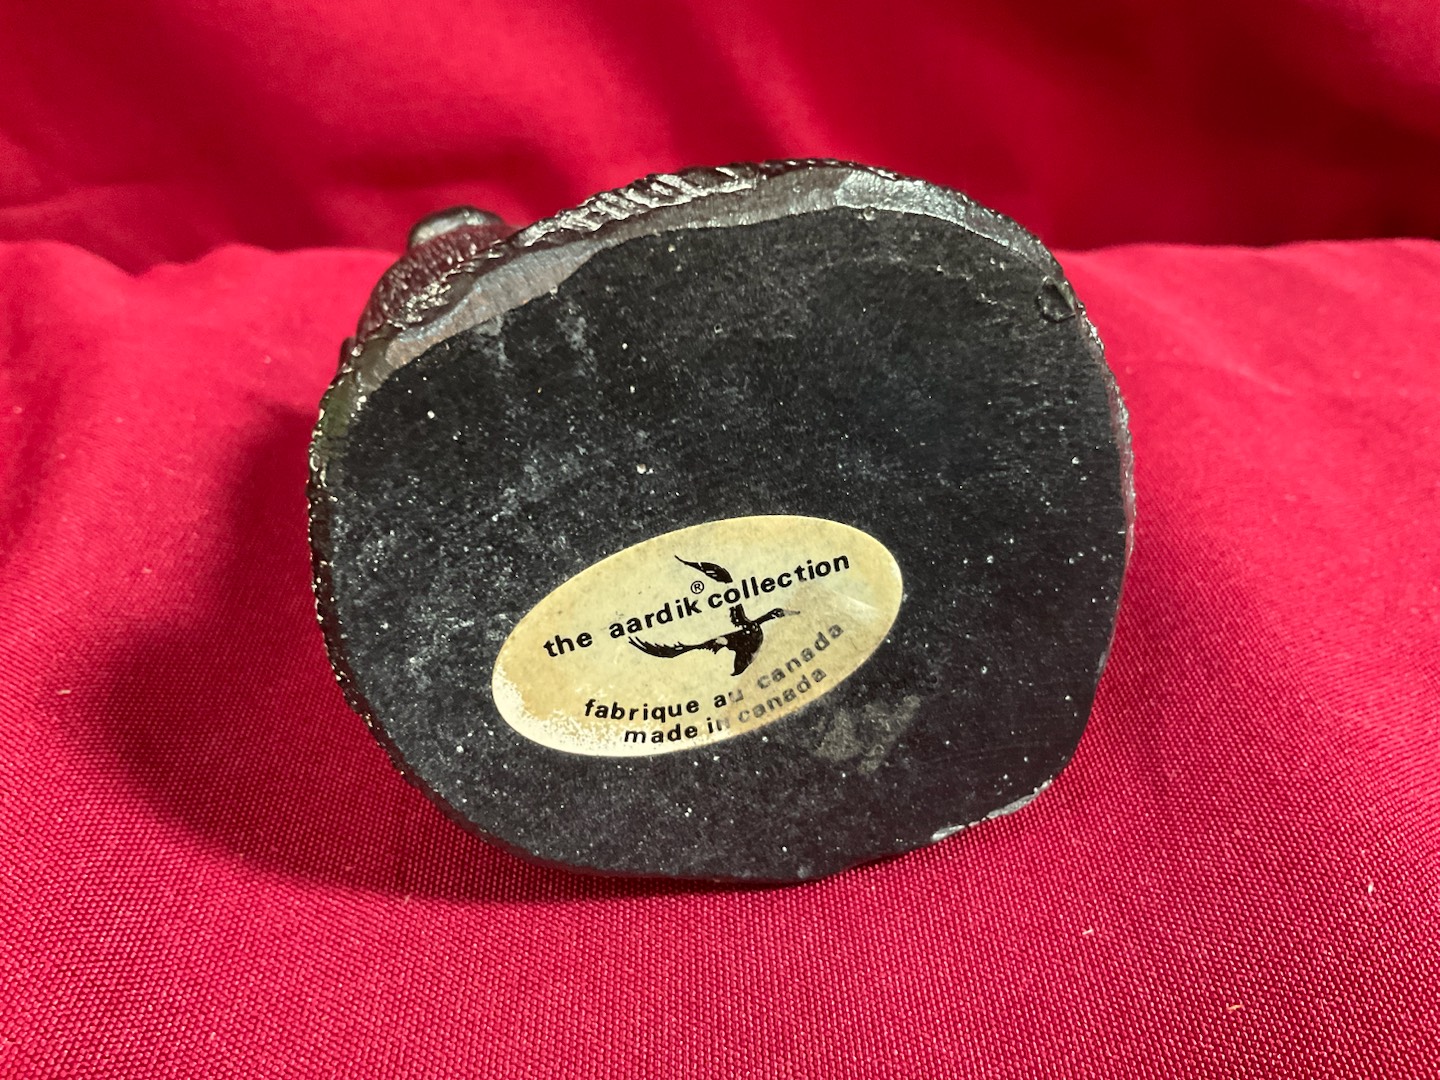 the aardik® collection
fabrique au canada
made in canada